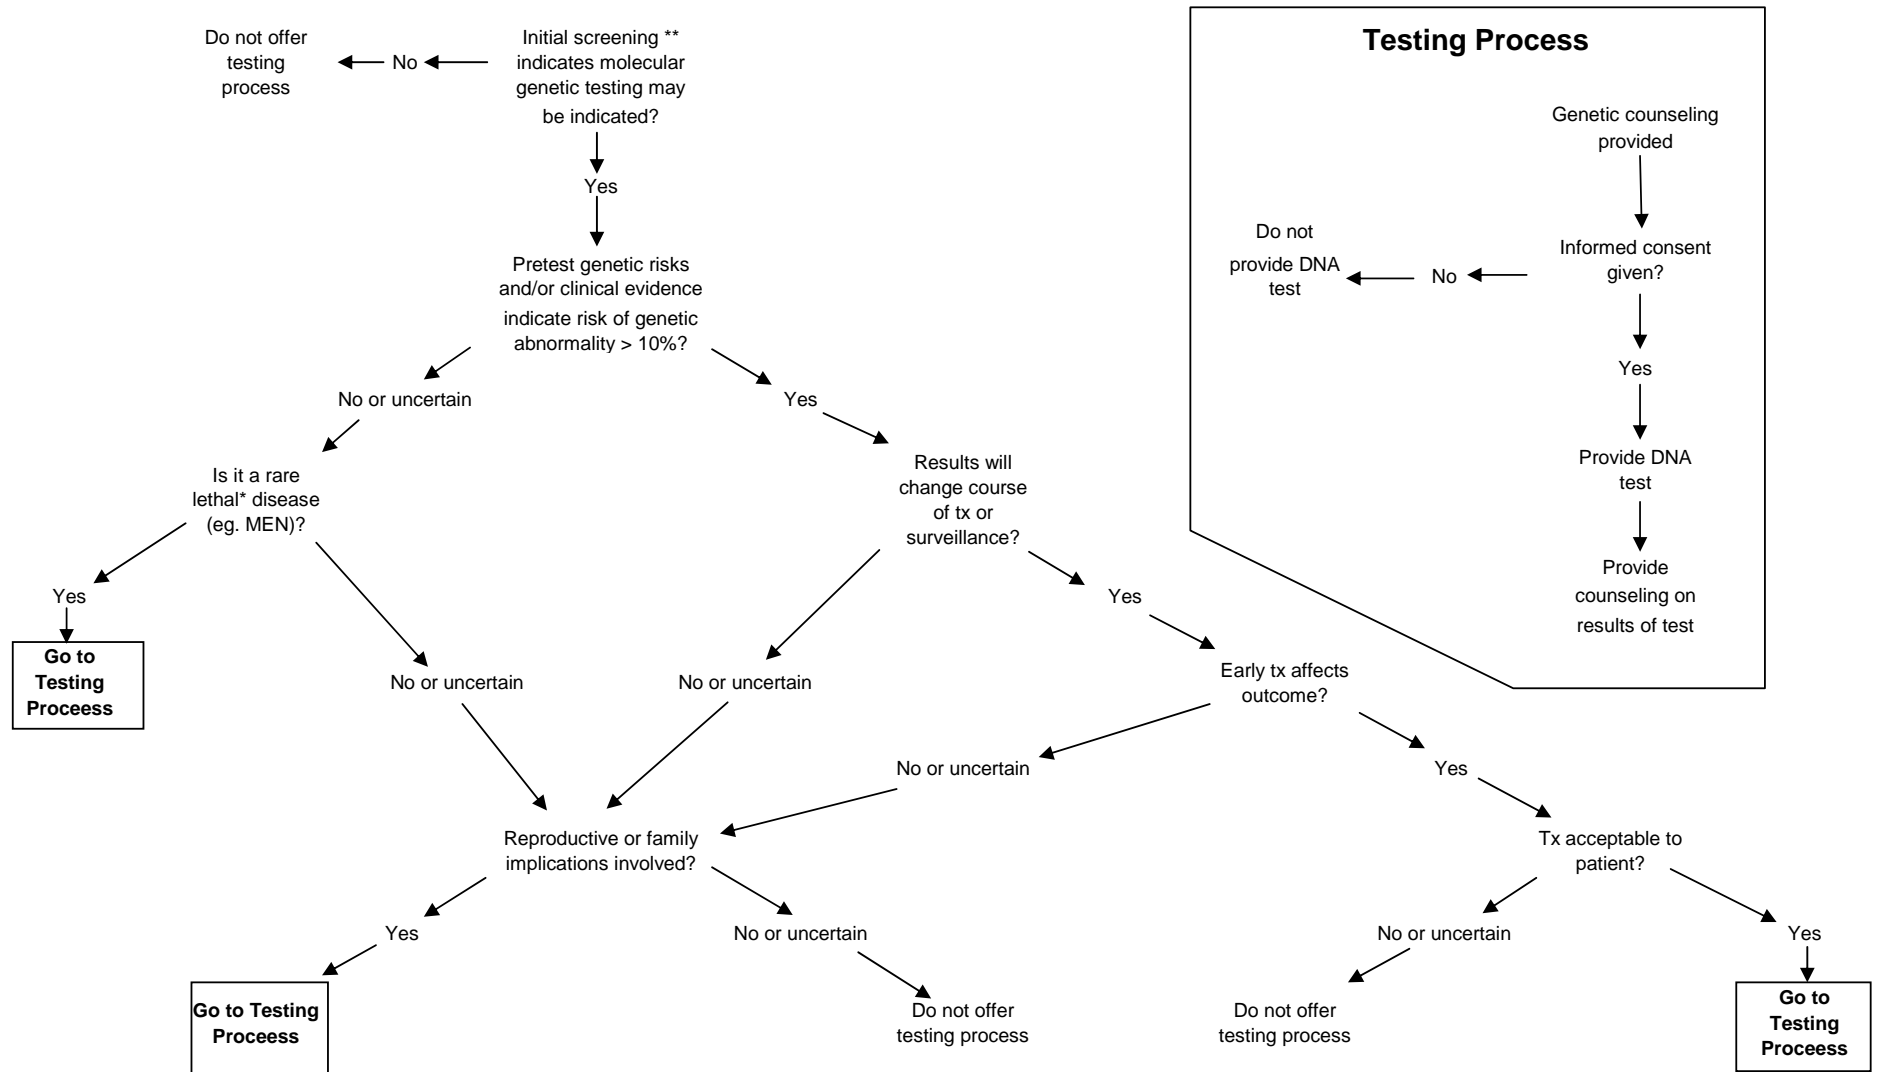 Do not offer
testing
process
No
Initial screening **
indicates molecular
genetic testing may
be indicated?
Yes
Pretest genetic risks
and/or clinical evidence
indicate risk of genetic
abnormality > 10%?
No or uncertain
Yes
Is it a rare
lethal* disease
(eg. MEN)?
Results will
change course
of tx or
surveillance?
Yes
Go to
Testing
Proceess
No or uncertain
No or uncertain
Yes
Early tx affects
outcome?
No or uncertain
Yes
Reproductive or family
implications involved?
Tx acceptable to
patient?
Yes
No or uncertain
No or uncertain
Yes
Go to Testing
Proceess
Do not offer
testing process
Do not offer
testing process
Go to
Testing
Proceess
Testing Process
Genetic counseling
provided
Informed consent
given?
No
Do not
provide DNA
test
Yes
Provide DNA
test
Provide
counseling on
results of test